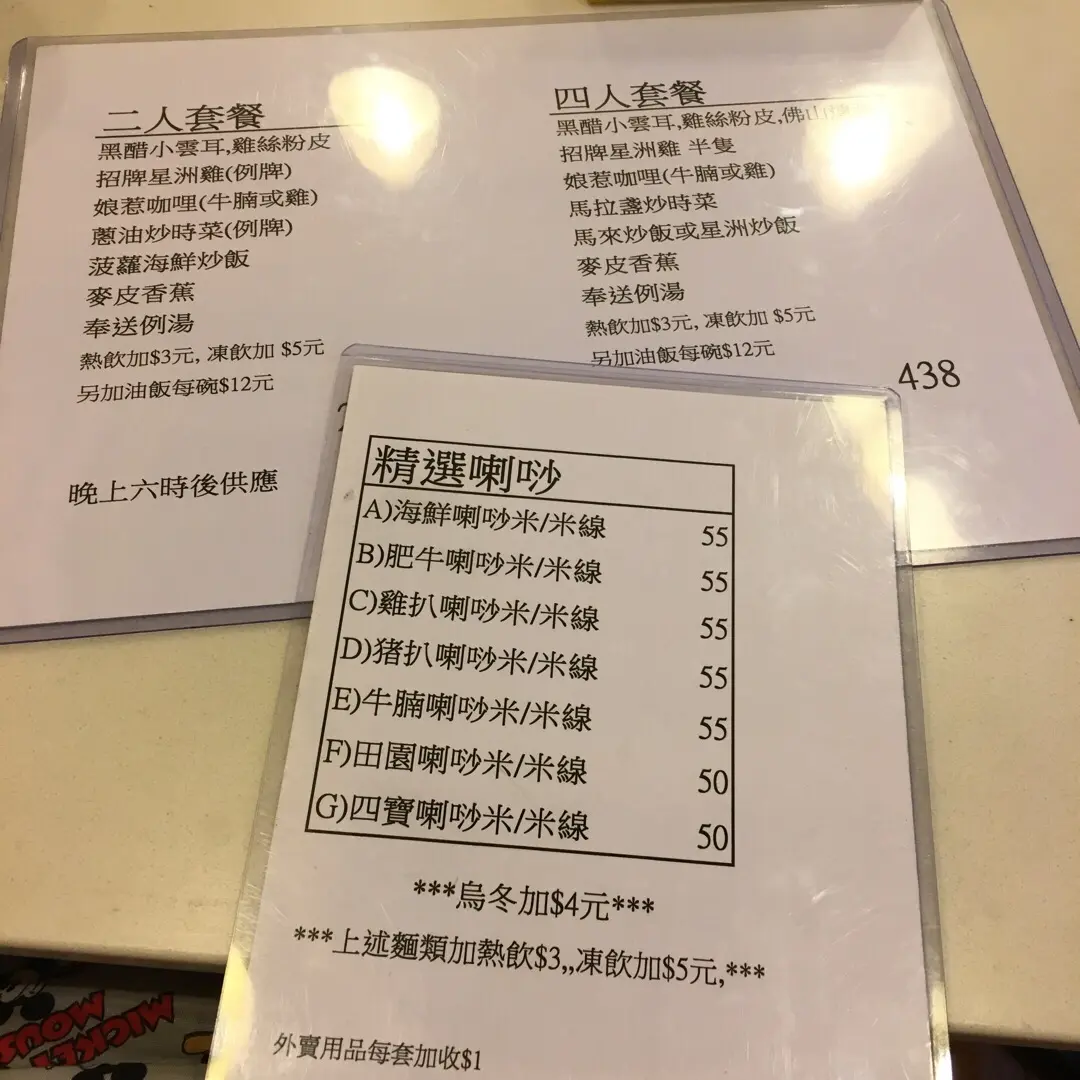 二人套餐
黑醋小雲耳,雞絲粉皮
招牌星洲雞(例牌)
娘惹咖哩(牛腩或雞)
蔥油炒時菜(例牌)
菠蘿海鮮炒飯
麥皮香蕉
奉送例湯
熱飲加$3元, 凍飲加 $5元
另加油飯每碗$12元
晚上六時後供應
四人套餐
黑醋小雲耳,雞絲粉皮,佛山
招牌星洲雞 半隻
娘惹咖哩(牛腩或雞)
馬拉盞炒時菜
馬來炒飯或星洲炒飯
麥皮香蕉
奉送例湯
熱飲加$3元, 凍飲加 $5元
另加油飯每碗$12元
438
精選喇吵
A)海鮮喇吵米/米線 55
B)肥牛喇吵米/米線 55
C)雞扒喇吵米/米線 55
D)猪扒喇吵米/米線 55
E)牛腩喇吵米/米線 55
F)田園喇吵米/米線 50
G)四寶喇吵米/米線 50
***烏冬加$4元***
***上述麵類加熱飲$3,,凍飲加$5元,***
外賣用品每套加收$1
MICKEY
MOUS